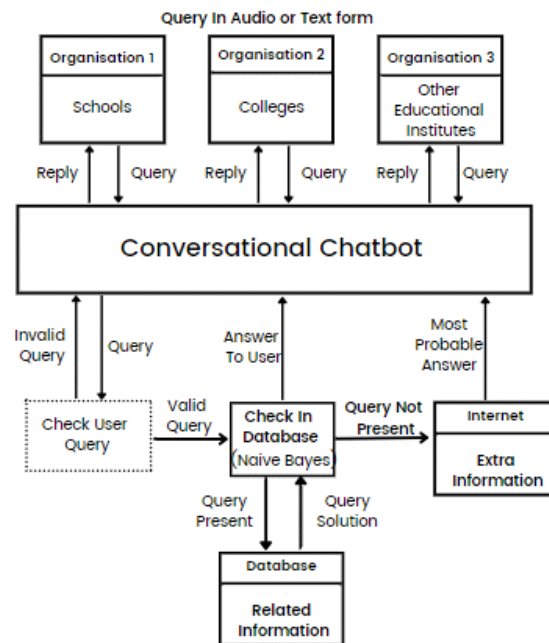 Query In Audio or Text form
Organisation 1
Schools
Organisation 2
Colleges
Organisation 3
Other
Educational
Institutes
Reply
Query
Reply
Query
Reply
Query
Conversational Chatbot
Invalid
Query
Query
Answer
To User
Most
Probable
Answer
Check User
Query
Valid
Query
Check In
Database
(Naive Bayes)
Query Not
Present
Internet
Extra
Information
Query
Present
Query
Solution
Database
Related
Information